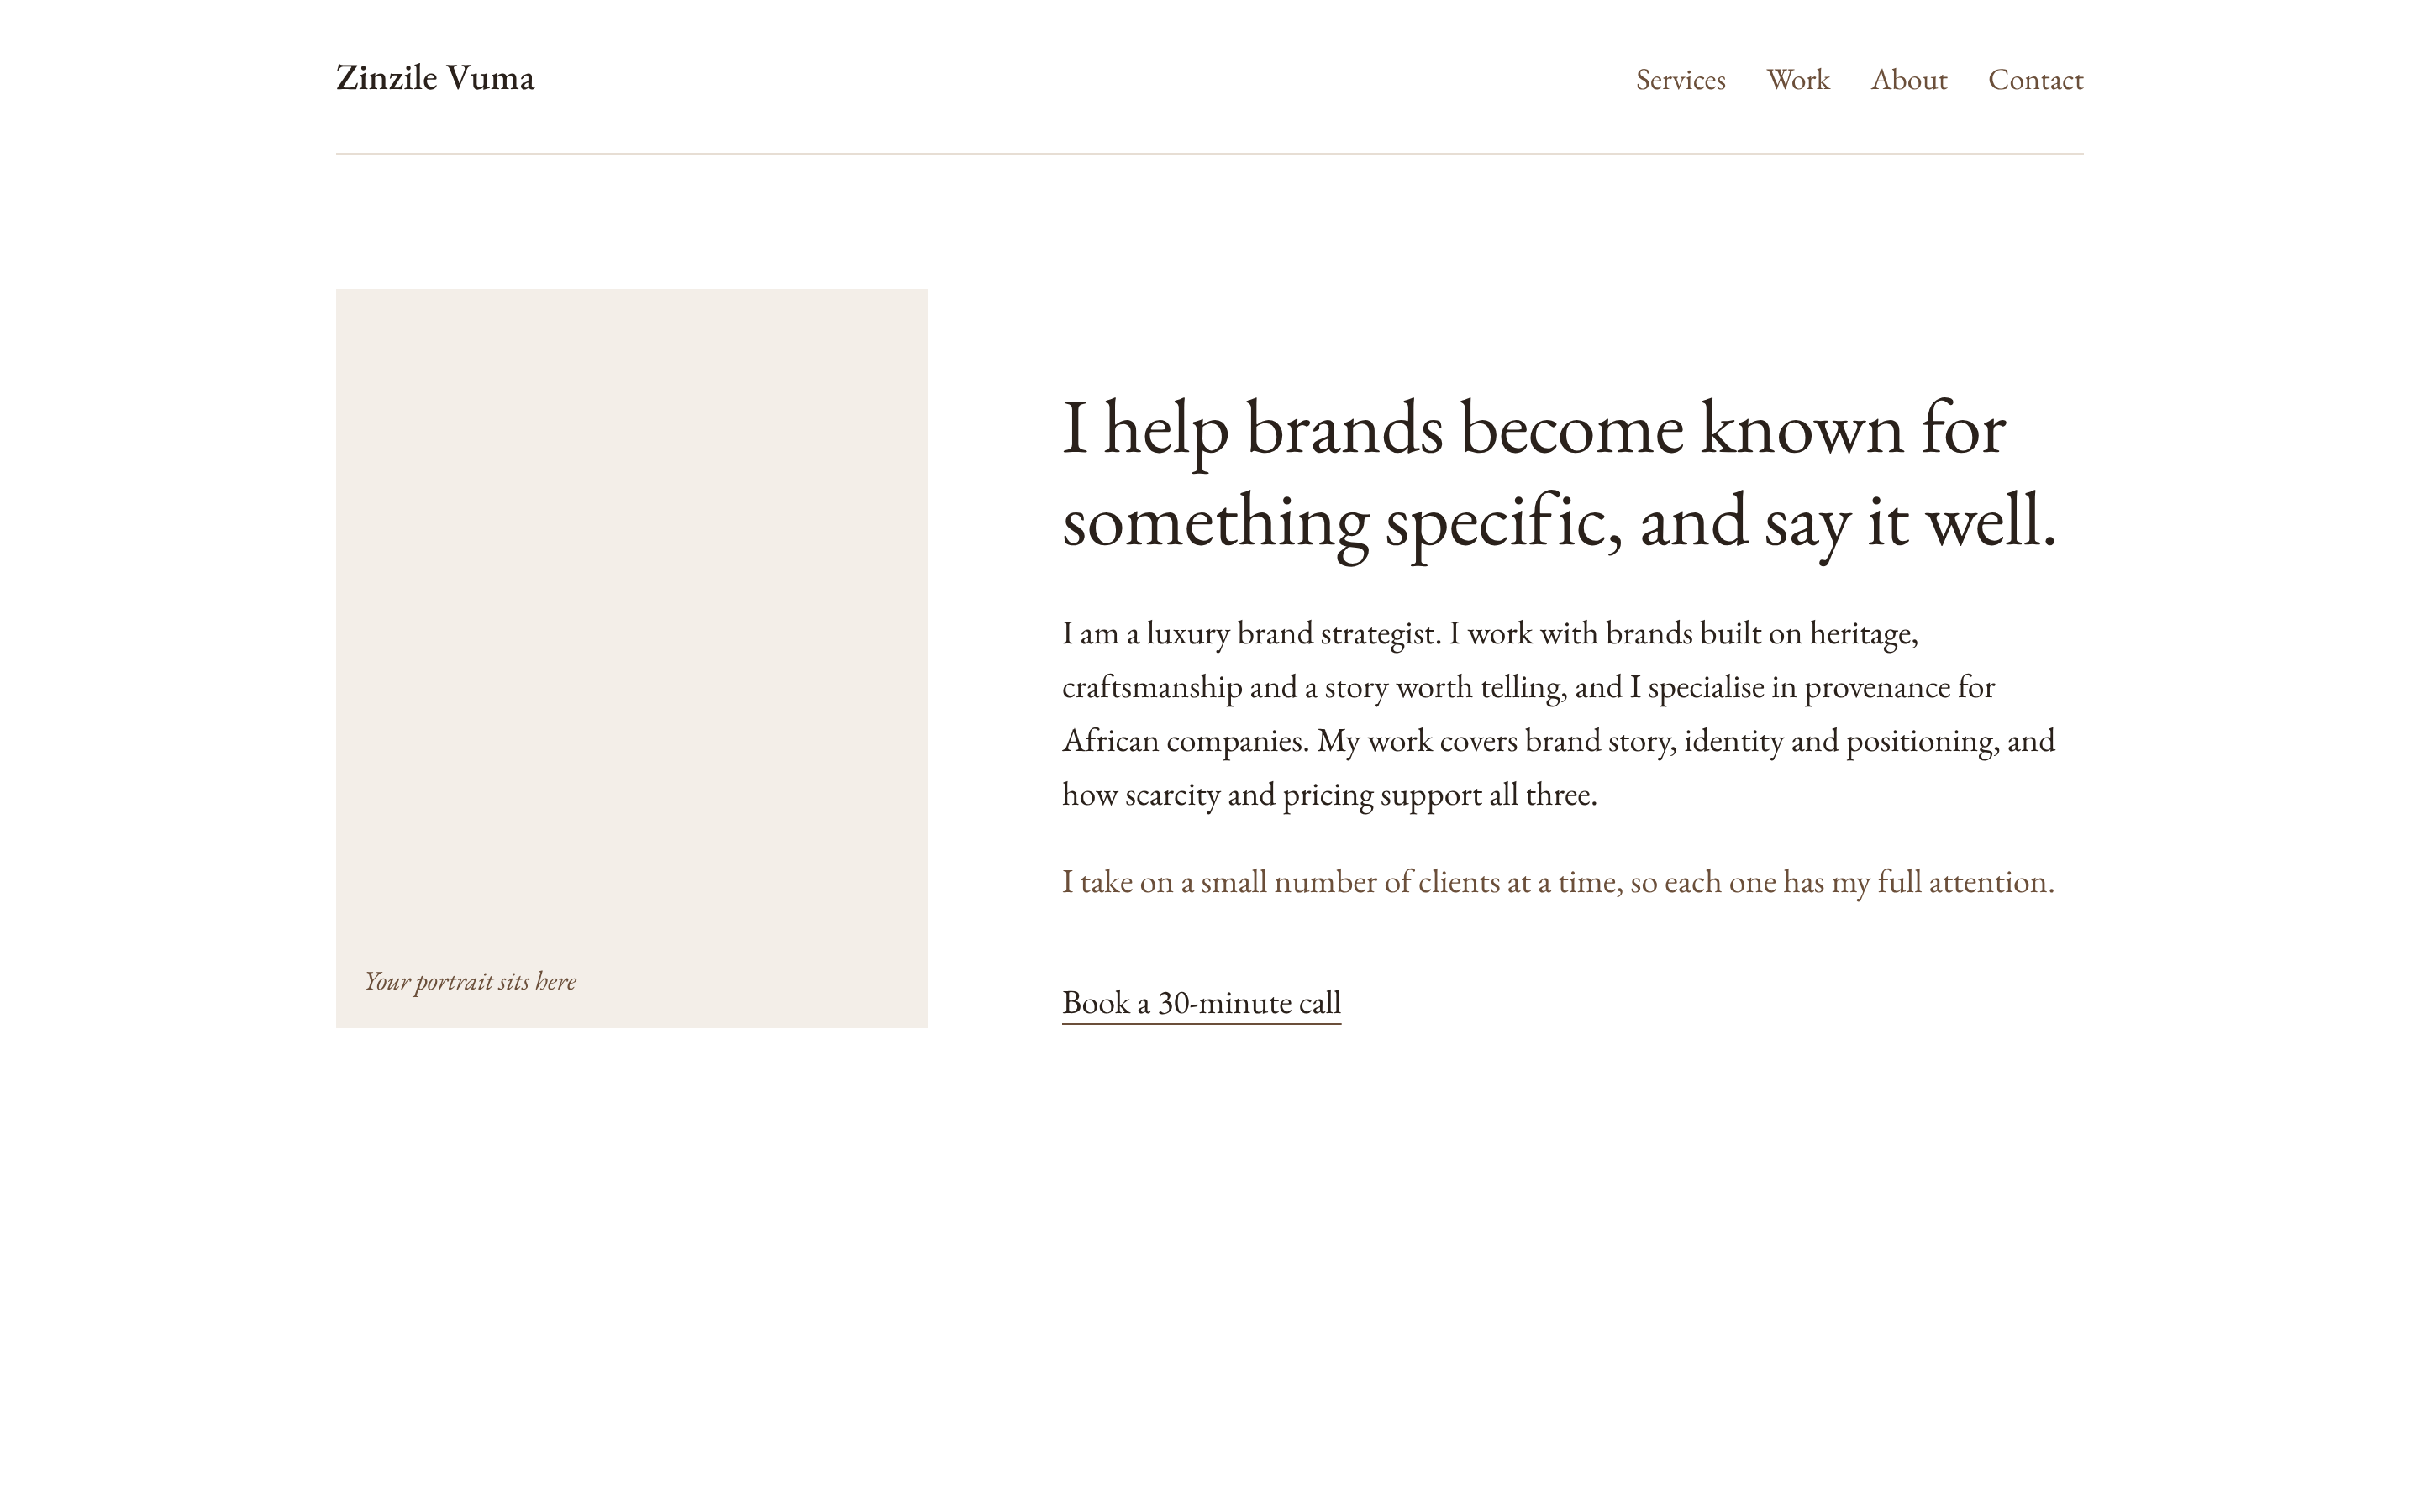 Zinzile Vuma
Services Work About Contact
I help brands become known for
something specific, and say it well.
I am a luxury brand strategist. I work with brands built on heritage,
craftsmanship and a story worth telling, and I specialise in provenance for
African companies. My work covers brand story, identity and positioning, and
how scarcity and pricing support all three.
I take on a small number of clients at a time, so each one has my full attention.
Your portrait sits here
Book a 30-minute call